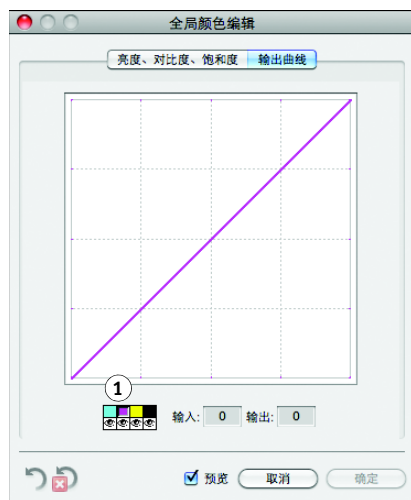 全局颜色编辑
亮度、对比度、饱和度 输出曲线
1
输入: 0 输出: 0
预览 取消 确定